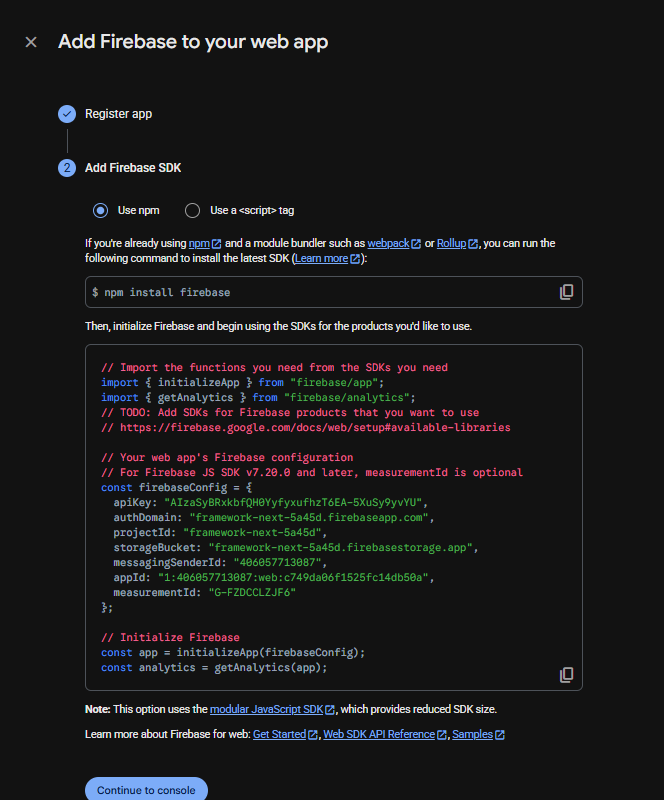 Add Firebase to your web app
Register app
2 Add Firebase SDK
Use npm Use a <script> tag
If you're already using npm and a module bundler such as webpack or Rollup, you can run the
following command to install the latest SDK (Learn more):
$ npm install firebase
Then, initialize Firebase and begin using the SDKs for the products you'd like to use.
// Import the functions you need from the SDKs you need
import { initializeApp } from "firebase/app";
import { getAnalytics } from "firebase/analytics";
// TODO: Add SDKs for Firebase products that you want to use
// https://firebase.google.com/docs/web/setup#available-libraries
// Your web app's Firebase configuration
// For Firebase JS SDK v7.20.0 and later, measurementId is optional
const firebaseConfig = {
apiKey: "AIzaSyBRxkbfQH0YyfyxufhzT6EA-5XuSy9yvYU",
authDomain: "framework-next-5a45d.firebaseapp.com",
projectId: "framework-next-5a45d",
storageBucket: "framework-next-5a45d.firebasestorage.app",
messagingSenderId: "406057713087",
appId: "1:406057713087:web:c749da06f1525fc14db50a",
measurementId: "G-FZDCCLZJF6"
};
// Initialize Firebase
const app = initializeApp(firebaseConfig);
const analytics = getAnalytics(app);
Note: This option uses the modular JavaScript SDK, which provides reduced SDK size.
Learn more about Firebase for web: Get Started, Web SDK API Reference, Samples
Continue to console